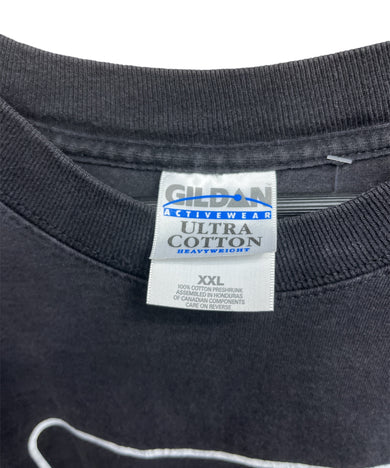 GILDAN
ACTIVEWEAR
ULTRA
COTTON
HEAVYWEIGHT
XXL
100% COTTON PRESHRUNK
ASSEMBLED IN HONDURAS
OF CANADIAN COMPONENTS
CARE ON REVERSE